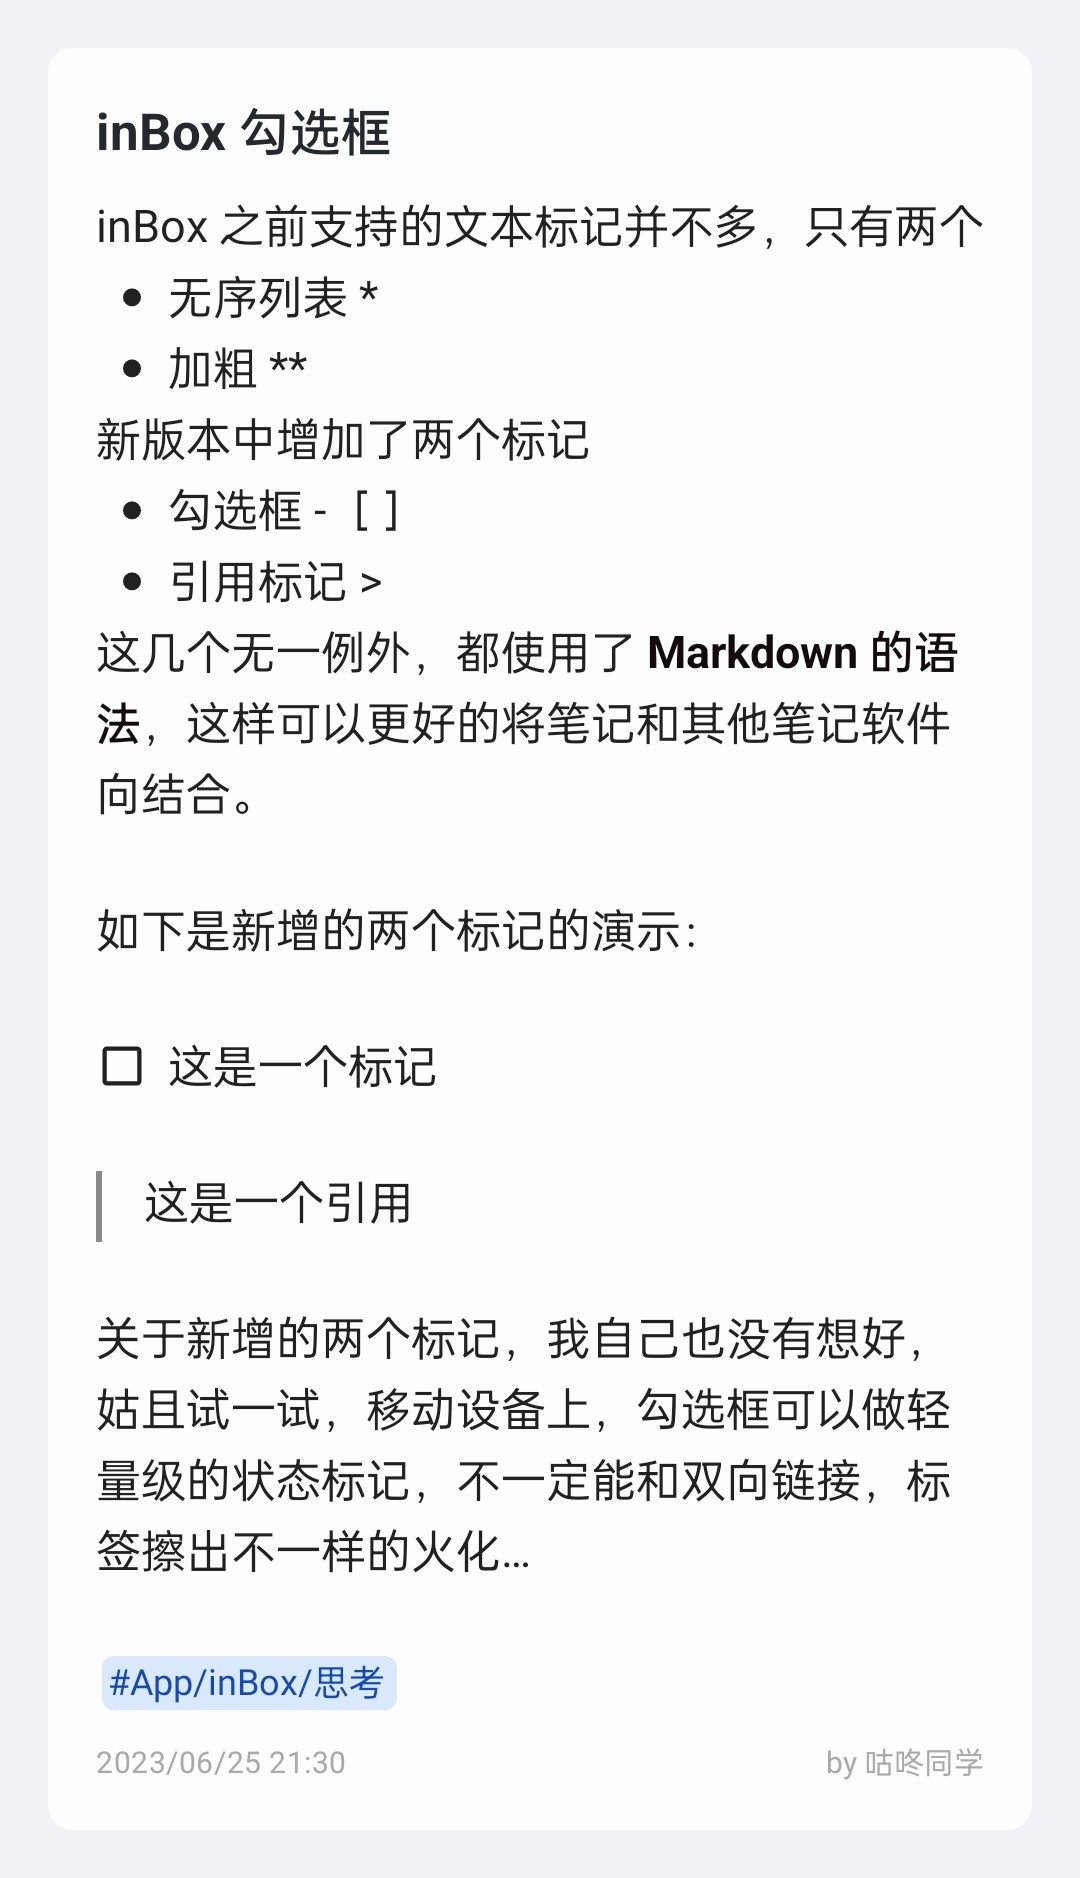 inBox 勾选框
inBox 之前支持的文本标记并不多，只有两个
• 无序列表 *
• 加粗 **
新版本中增加了两个标记
• 勾选框 - [ ]
• 引用标记 >
这几个无一例外，都使用了 Markdown 的语
法，这样可以更好的将笔记和其他笔记软件
向结合。
如下是新增的两个标记的演示：
这是一个标记
这是一个引用
关于新增的两个标记，我自己也没有想好，
姑且试一试，移动设备上，勾选框可以做轻
量级的状态标记，不一定能和双向链接，标
签擦出不一样的火化...
#App/inBox/思考
2023/06/25 21:30
by 咕咚同学